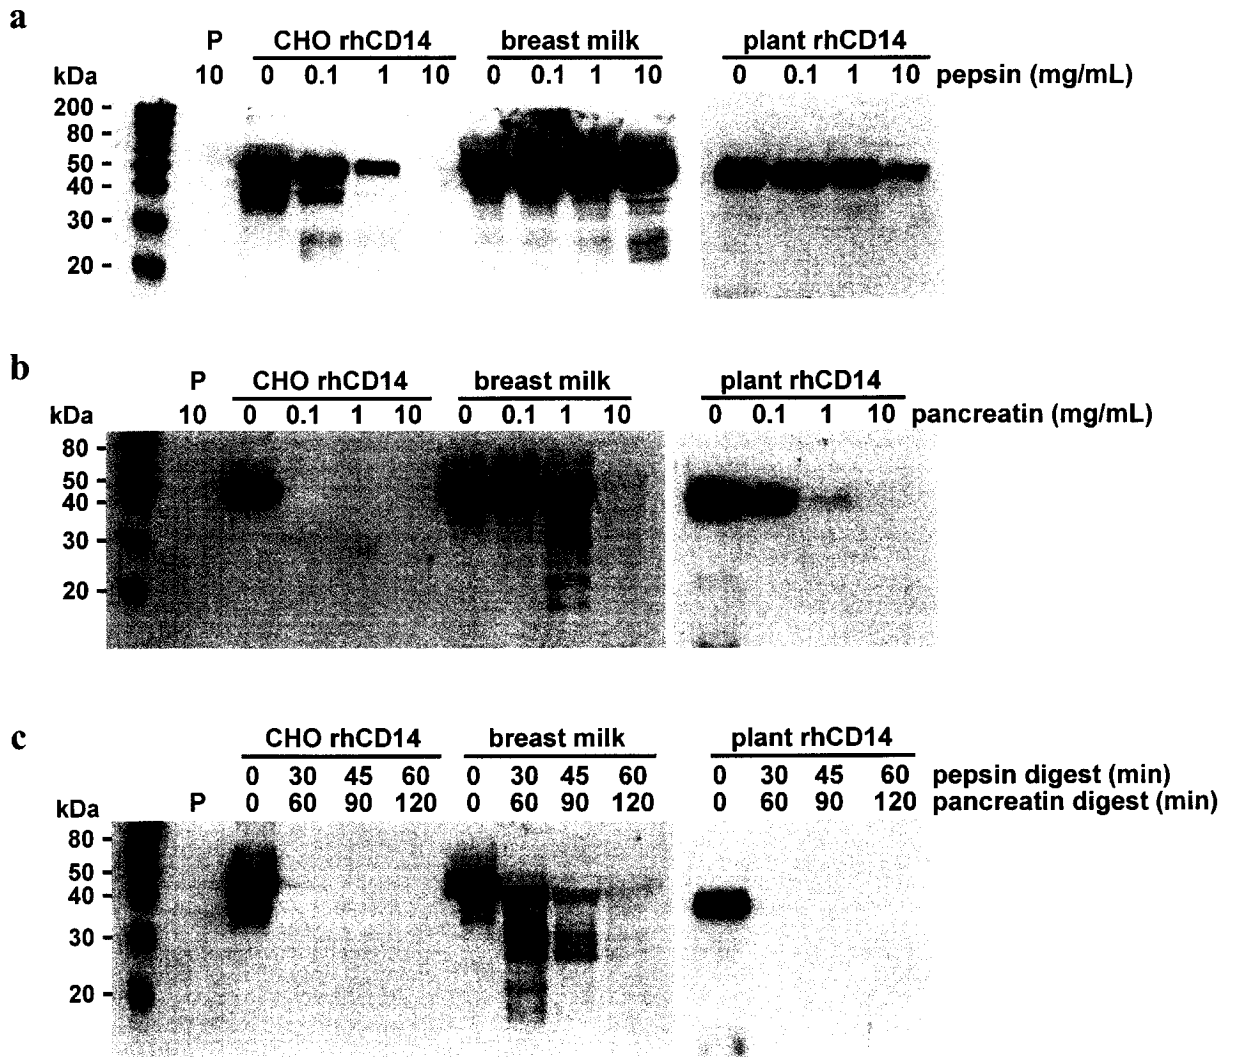 a
P CHO rhCD14 breast milk plant rhCD14
kDa 10 0 0.1 1 10 0 0.1 1 10 0 0.1 1 10 pepsin (mg/mL)
200 -
80 -
50 -
40 -
30 -
20 -
b
P CHO rhCD14 breast milk plant rhCD14
kDa 10 0 0.1 1 10 0 0.1 1 10 0 0.1 1 10 pancreatin (mg/mL)
80 -
50 -
40 -
30 -
20 -
c
CHO rhCD14 breast milk plant rhCD14
0 30 45 60 0 30 45 60 0 30 45 60 pepsin digest (min)
kDa P 0 60 90 120 0 60 90 120 0 60 90 120 pancreatin digest (min)
80 -
50 -
40 -
30 -
20 -